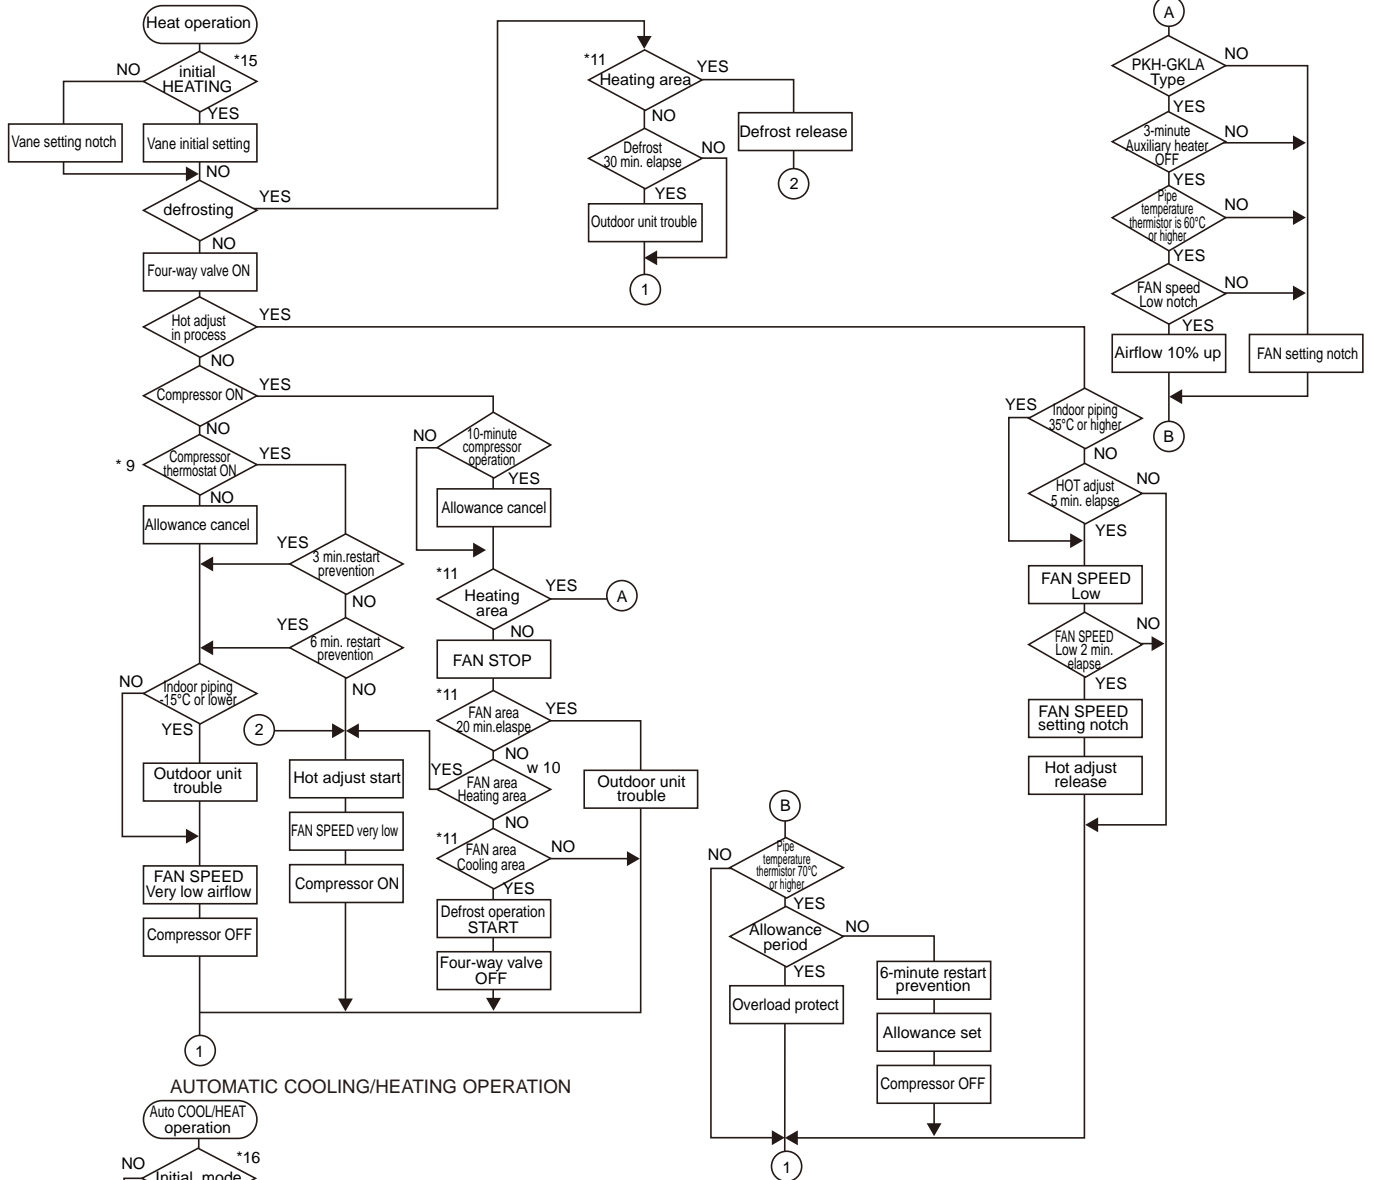 Heat operation
*15
initial
HEATING
NO
YES
Vane setting notch
Vane initial setting
NO
defrosting
YES
NO
Four-way valve ON
Hot adjust
in process
YES
NO
Compressor ON
YES
NO
* 9
Compressor
thermostat ON
YES
NO
Allowance cancel
YES
3 min.restart
prevention
NO
YES
6 min. restart
prevention
NO
NO
Indoor piping
-15°C or lower
YES
2
Outdoor unit
trouble
Hot adjust start
FAN SPEED very low
Compressor ON
FAN SPEED
Very low airflow
Compressor OFF
1
*11
Heating area
YES
NO
Defrost release
2
Defrost
30 min. elapse
NO
YES
Outdoor unit trouble
1
NO
10-minute
compressor
operation
YES
Allowance cancel
*11
Heating
area
YES
A
NO
FAN STOP
*11
FAN area
20 min.elaspe
YES
NO
w 10
YES
FAN area
Heating area
NO
Outdoor unit
trouble
*11
FAN area
Cooling area
NO
YES
Defrost operation
START
Four-way valve
OFF
A
PKH-GKLA
Type
NO
YES
3-minute
Auxiliary heater
OFF
NO
YES
Pipe
temperature
thermistor is 60°C
or higher
NO
YES
FAN speed
Low notch
NO
YES
Airflow 10% up
FAN setting notch
B
YES
Indoor piping
35°C or higher
NO
HOT adjust
5 min. elapse
NO
YES
FAN SPEED
Low
FAN SPEED
Low 2 min.
elapse
NO
YES
FAN SPEED
setting notch
Hot adjust
release
B
NO
Pipe
temperature
thermistor 70°C
or higher
YES
Allowance
period
NO
YES
Overload protect
6-minute restart
prevention
Allowance set
Compressor OFF
1
AUTOMATIC COOLING/HEATING OPERATION
Auto COOL/HEAT
operation
NO
*16
Initial mode